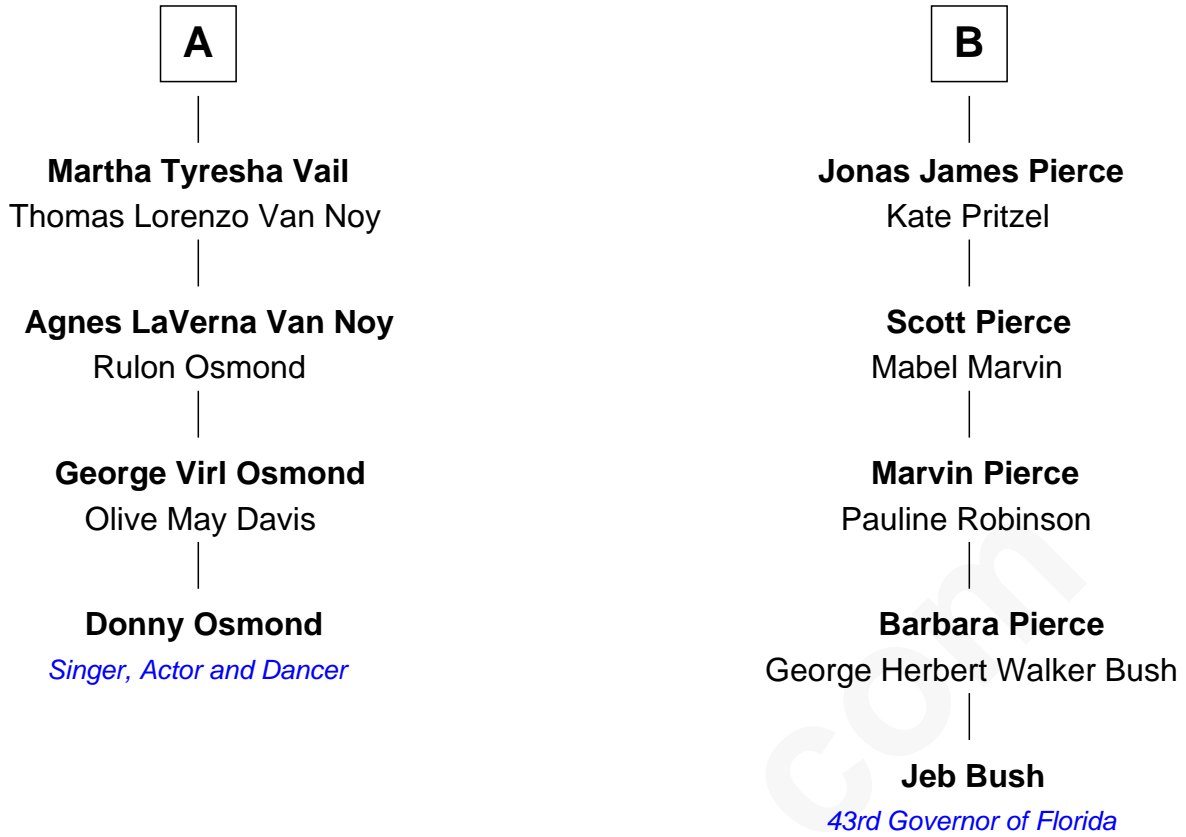 A
Martha Tyresha Vail
Thomas Lorenzo Van Noy
Agnes LaVerna Van Noy
Rulon Osmond
George Virl Osmond
Olive May Davis
Donny Osmond
Singer, Actor and Dancer
B
Jonas James Pierce
Kate Pritzel
Scott Pierce
Mabel Marvin
Marvin Pierce
Pauline Robinson
Barbara Pierce
George Herbert Walker Bush
Jeb Bush
43rd Governor of Florida
com